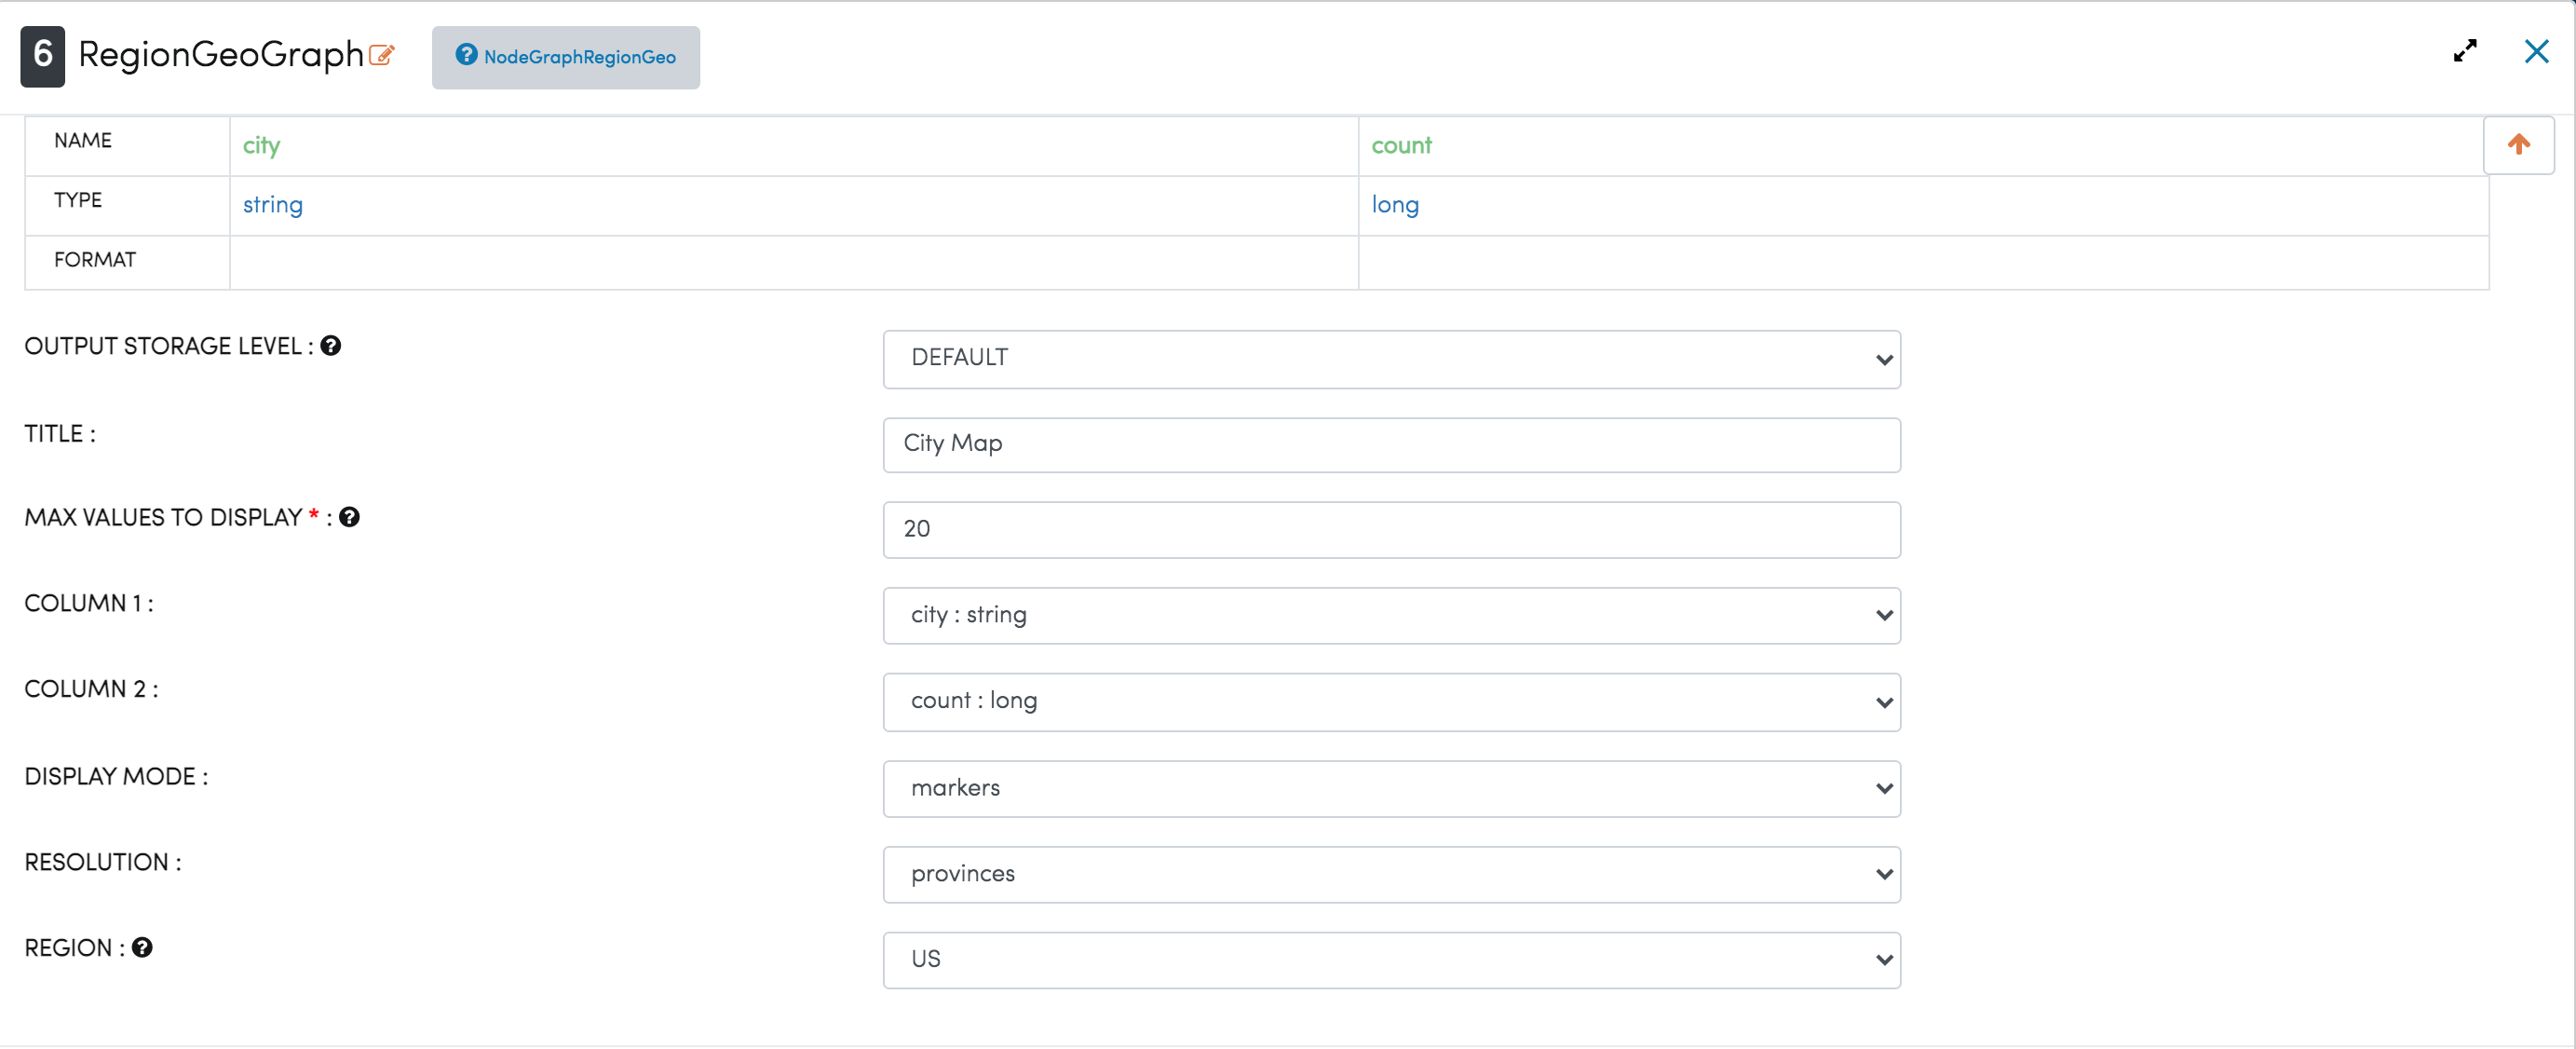 6 RegionGeoGraph NodeGraphRegionGeo
NAME city count
TYPE string long
FORMAT
OUTPUT STORAGE LEVEL : DEFAULT
TITLE : City Map
MAX VALUES TO DISPLAY * : 20
COLUMN 1 : city : string
COLUMN 2 : count : long
DISPLAY MODE : markers
RESOLUTION : provinces
REGION : US